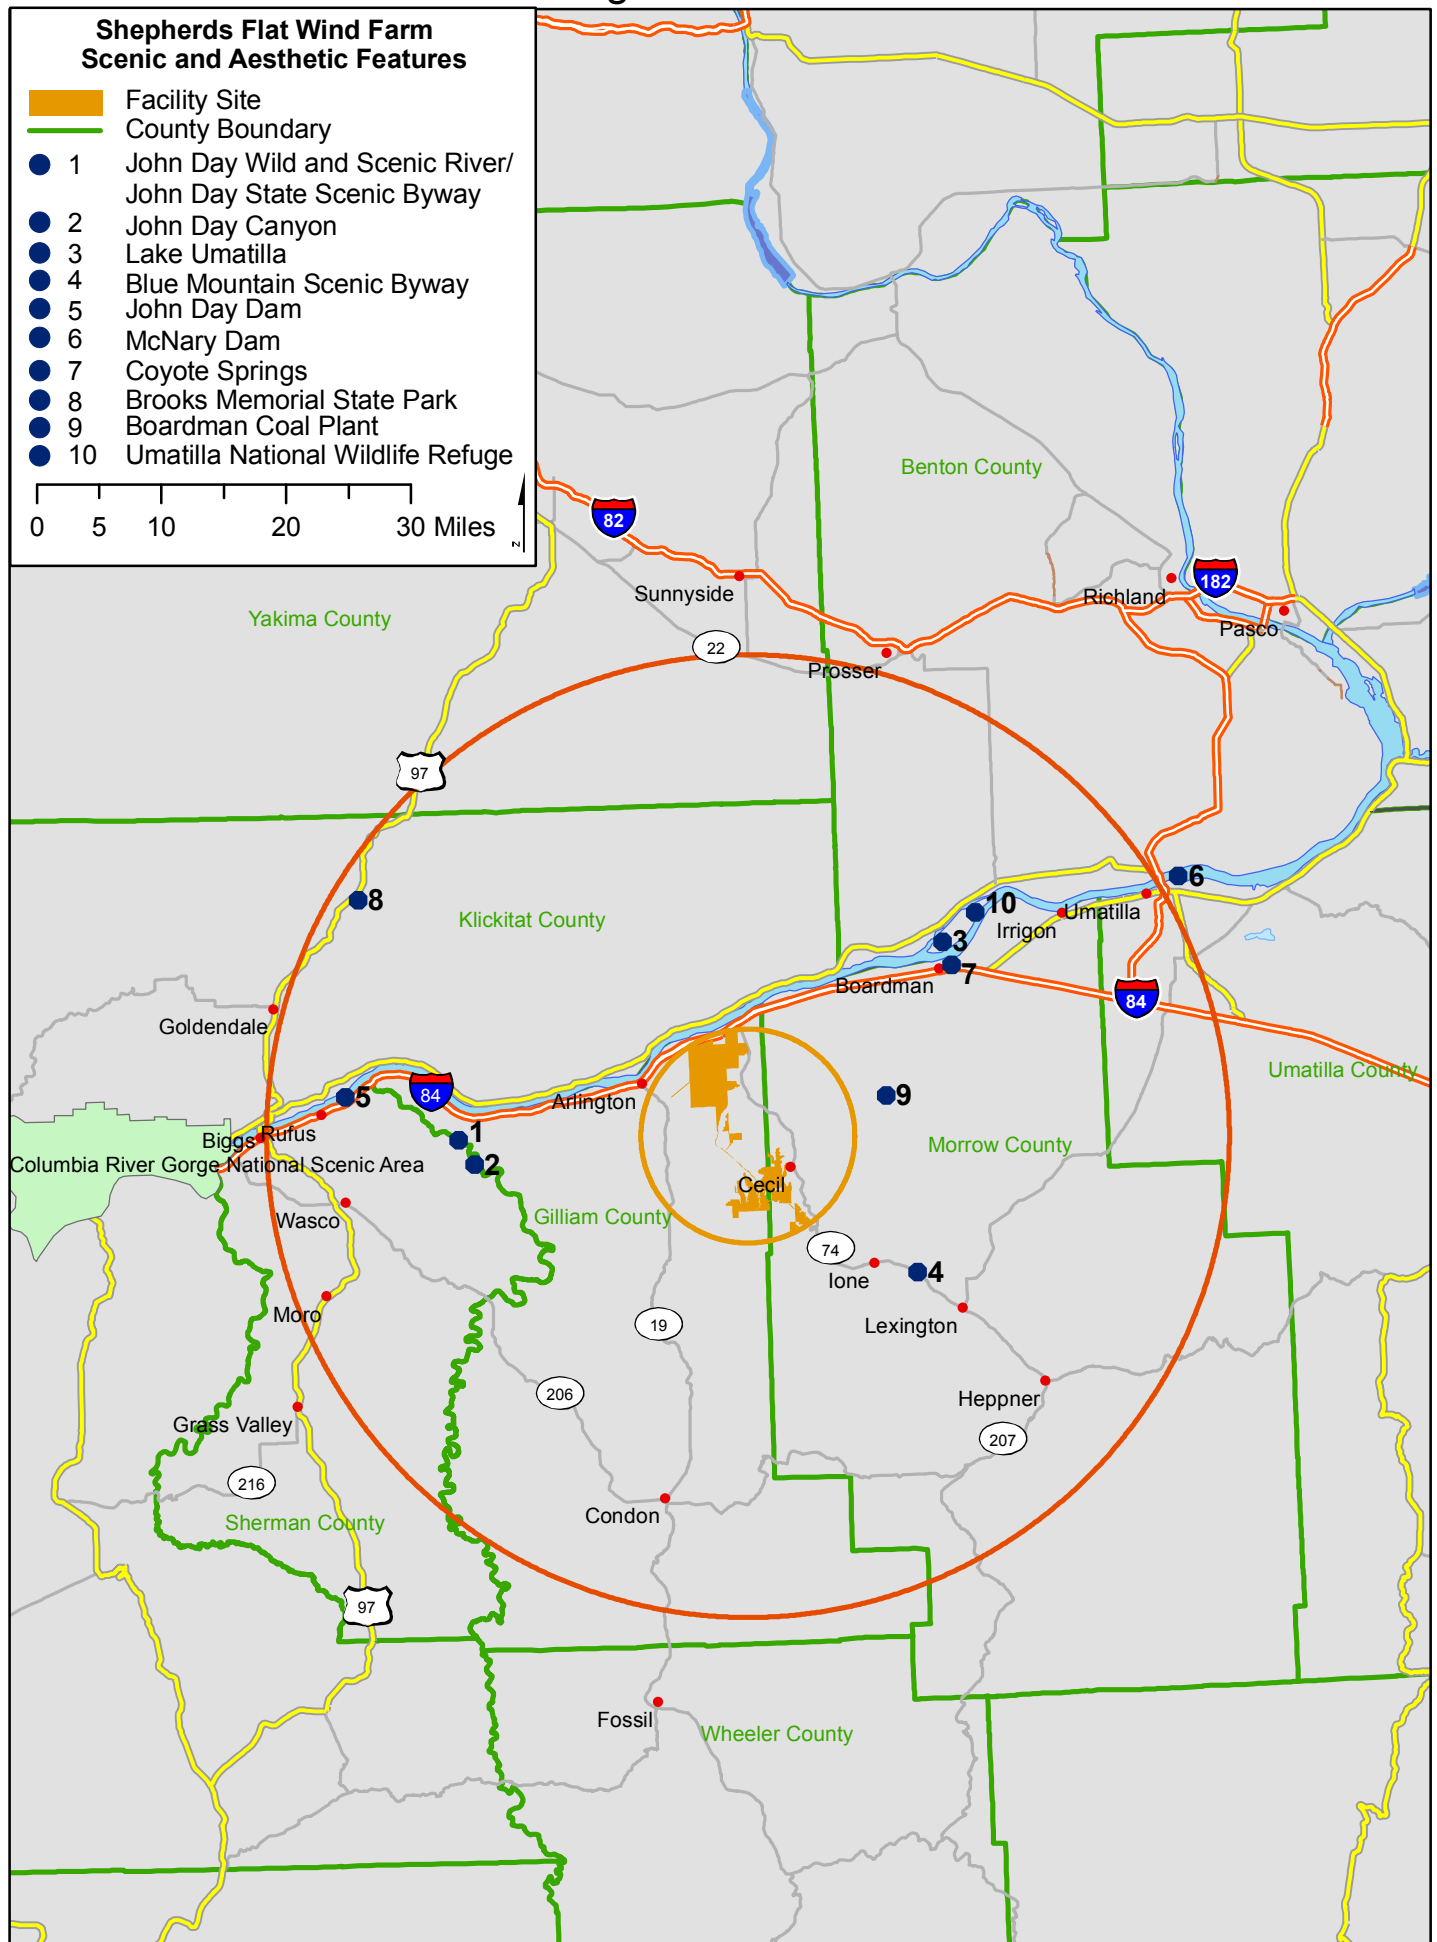 Shepherds Flat Wind Farm
Scenic and Aesthetic Features
Facility Site
County Boundary
1 John Day Wild and Scenic River/
John Day State Scenic Byway
2 John Day Canyon
3 Lake Umatilla
4 Blue Mountain Scenic Byway
5 John Day Dam
6 McNary Dam
7 Coyote Springs
8 Brooks Memorial State Park
9 Boardman Coal Plant
10 Umatilla National Wildlife Refuge
0 5 10 20 30 Miles
z
Benton County
82
182
Sunnyside
Richland
Yakima County
Pasco
22
Prosser
97
6
8
10
Umatilla
Klickitat County
Irrigon
3
7
Boardman
84
Goldendale
Umatilla County
5
84
Arlington
9
1
Biggs
Rufus
Morrow County
Columbia River Gorge National Scenic Area
2
Cecil
Wasco
Gilliam County
74
4
Ione
Moro
19
Lexington
206
Heppner
Grass Valley
207
216
Condon
Sherman County
97
Fossil
Wheeler County